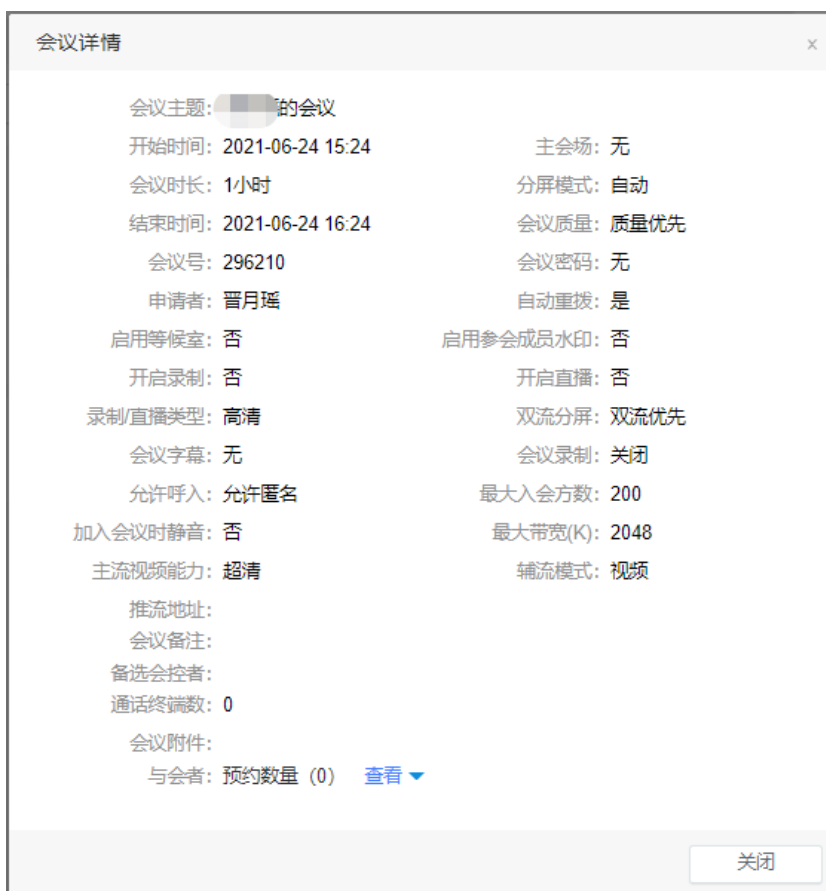 会议详情 x
会议主题: 的会议
开始时间: 2021-06-24 15:24 主会场: 无
会议时长: 1小时 分屏模式: 自动
结束时间: 2021-06-24 16:24 会议质量: 质量优先
会议号: 296210 会议密码: 无
申请者: 晋月瑶 自动重拨: 是
启用等候室: 否 启用参会成员水印: 否
开启录制: 否 开启直播: 否
录制/直播类型: 高清 双流分屏: 双流优先
会议字幕: 无 会议录制: 关闭
允许呼入: 允许匿名 最大入会方数: 200
加入会议时静音: 否 最大带宽(K): 2048
主流视频能力: 超清 辅流模式: 视频
推流地址:
会议备注:
备选会控者:
通话终端数: 0
会议附件:
与会者: 预约数量 (0) 查看
关闭